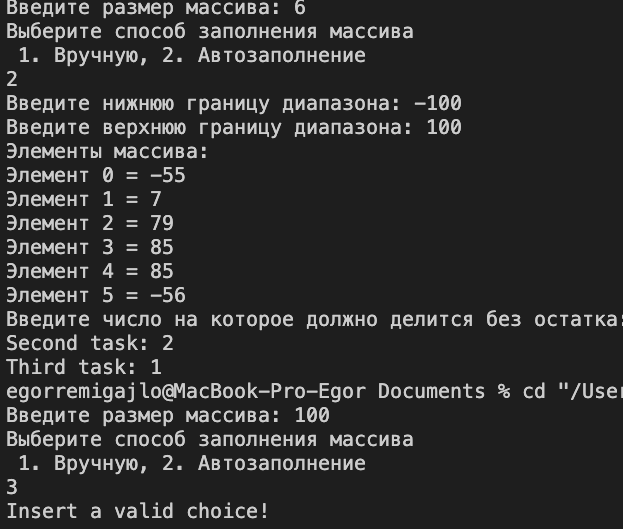 Введите размер массива: 6
Выберите способ заполнения массива
1. Вручную, 2. Автозаполнение
2
Введите нижнюю границу диапазона: -100
Введите верхнюю границу диапазона: 100
Элементы массива:
Элемент 0 = -55
Элемент 1 = 7
Элемент 2 = 79
Элемент 3 = 85
Элемент 4 = 85
Элемент 5 = -56
Введите число на которое должно делится без остатка:
Second task: 2
Third task: 1
egorremigajlo@MacBook-Pro-Egor Documents % cd "/User
Введите размер массива: 100
Выберите способ заполнения массива
1. Вручную, 2. Автозаполнение
3
Insert a valid choice!